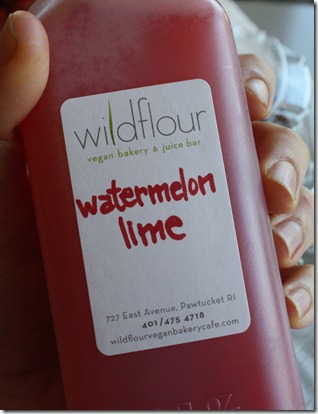 wildflour
vegan bakery & juice bar
watermelon
lime
727 East Avenue, Pawtucket RI
401/475 4718
wildflourveganbakerycafe.com